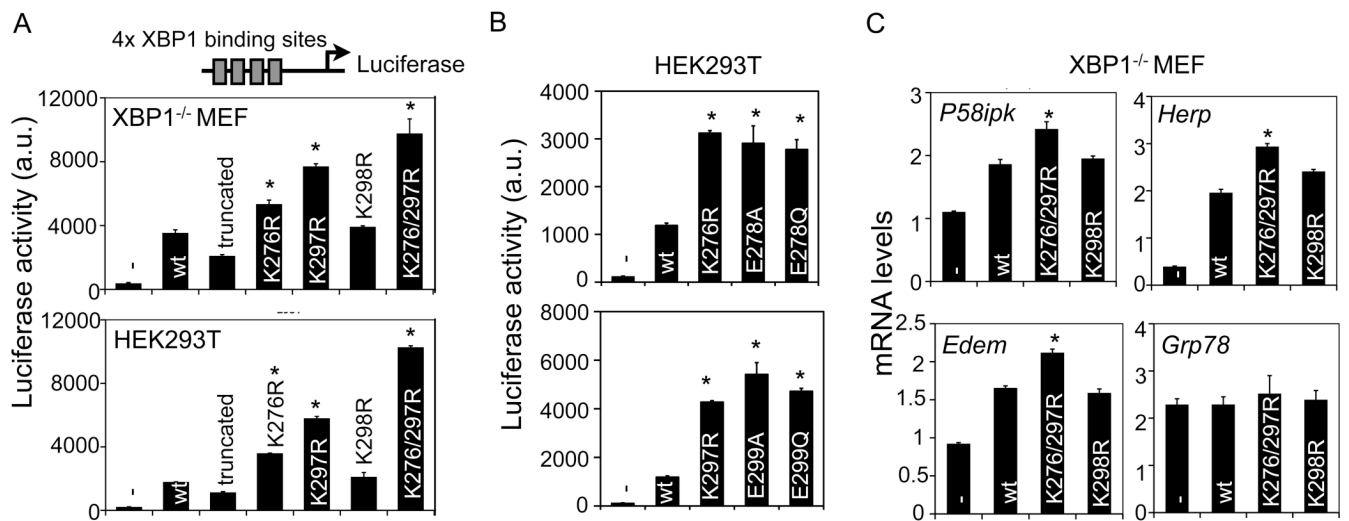 A
4x XBP1 binding sites
Luciferase
Luciferase activity (a.u.)
12000
8000
4000
0
XBP1-/- MEF
-
wt
truncated
K276R
*
K297R
*
K298R
K276/297R
*
12000
8000
4000
0
HEK293T
-
wt
truncated
K276R
*
K297R
*
K298R
K276/297R
*
B
HEK293T
Luciferase activity (a.u.)
4000
3000
2000
1000
0
-
wt
K276R
*
E278A
*
E278Q
*
8000
6000
4000
2000
0
-
wt
K297R
*
E299A
*
E299Q
*
C
XBP1-/- MEF
mRNA levels
P58ipk
3
2
1
0
-
wt
K276/297R
*
K298R
Herp
4
3
2
1
0
-
wt
K276/297R
*
K298R
Edem
2.5
2
1.5
1
0.5
0
-
wt
K276/297R
*
K298R
Grp78
4
3
2
1
0
-
wt
K276/297R
K298R